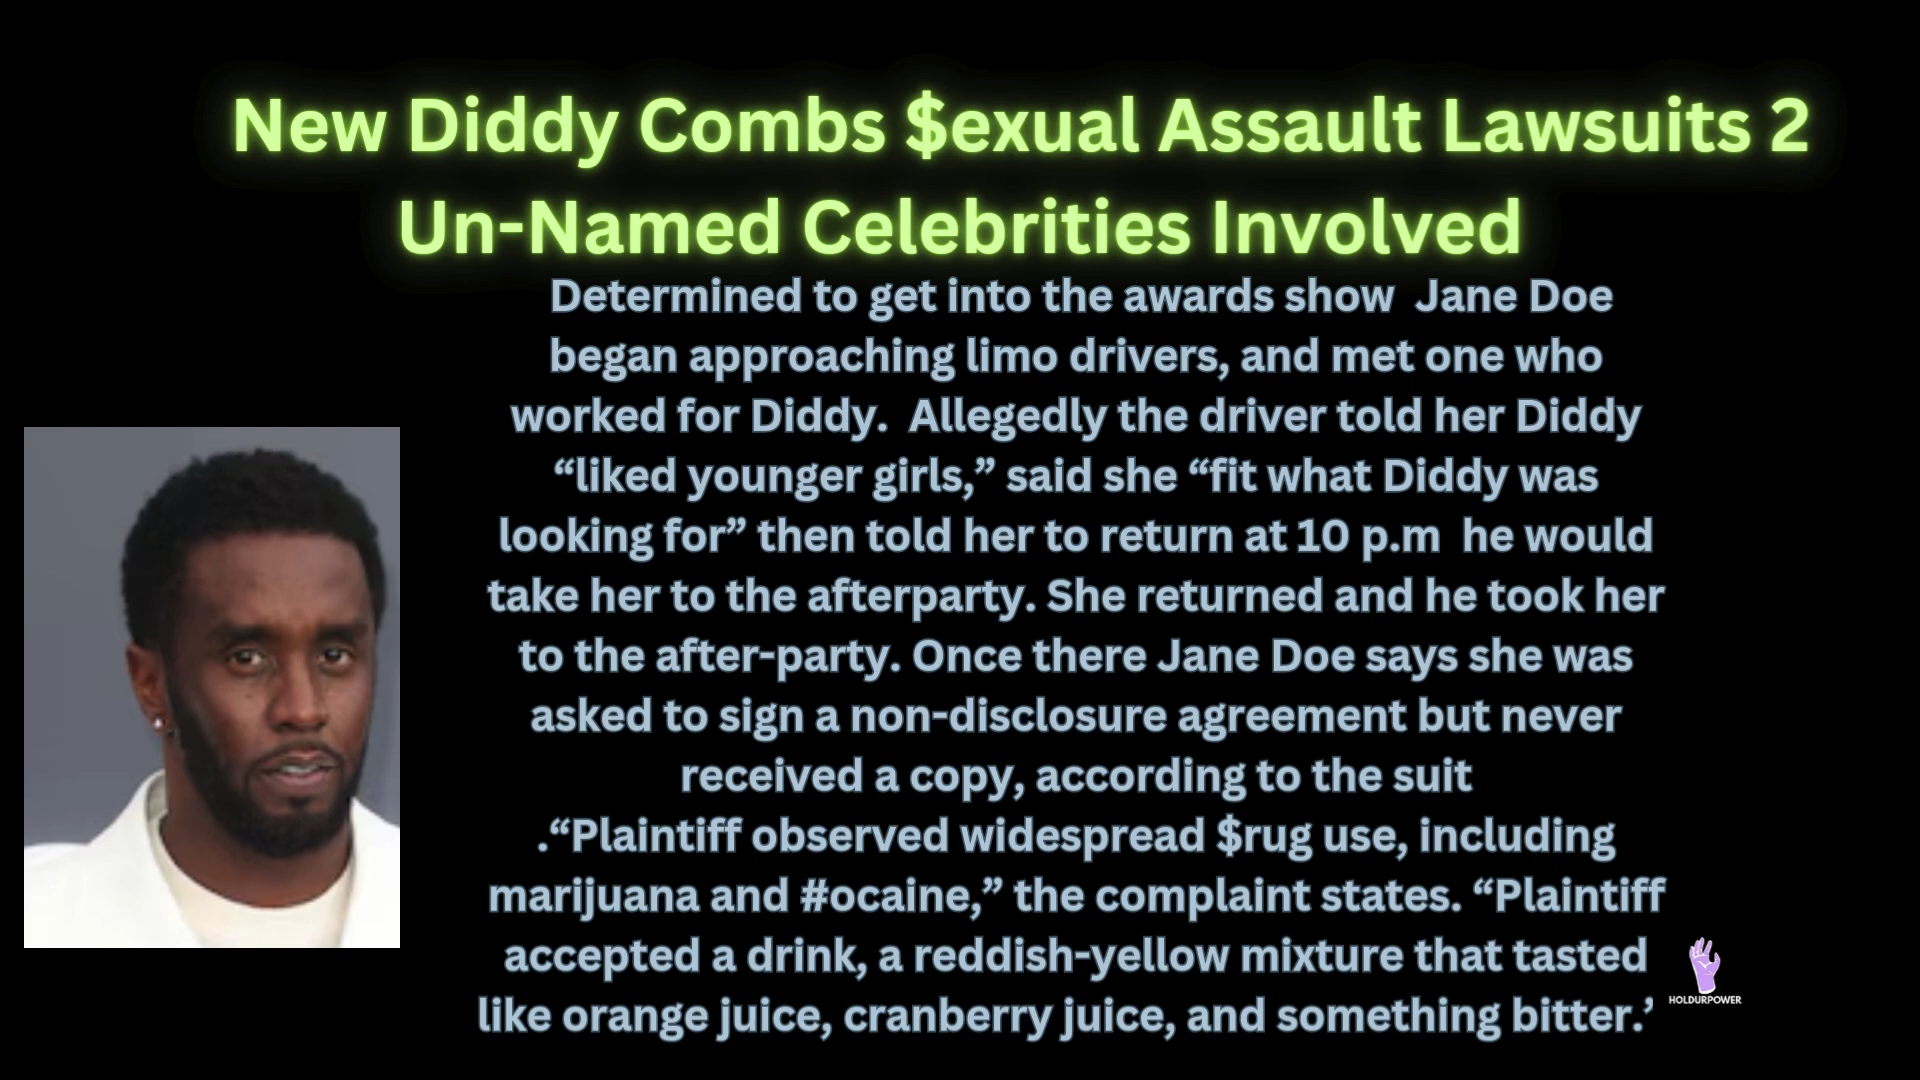 New Diddy Combs $exual Assault Lawsuits 2
Un-Named Celebrities Involved
Determined to get into the awards show  Jane Doe
began approaching limo drivers, and met one who
worked for Diddy.  Allegedly the driver told her Diddy
“liked younger girls,” said she “fit what Diddy was
looking for” then told her to return at 10 p.m  he would
take her to the afterparty. She returned and he took her
to the after-party. Once there Jane Doe says she was
asked to sign a non-disclosure agreement but never
received a copy, according to the suit
.“Plaintiff observed widespread $rug use, including
marijuana and #ocaine,” the complaint states. “Plaintiff
accepted a drink, a reddish-yellow mixture that tasted
like orange juice, cranberry juice, and something bitter.’
HOLDURPOWER